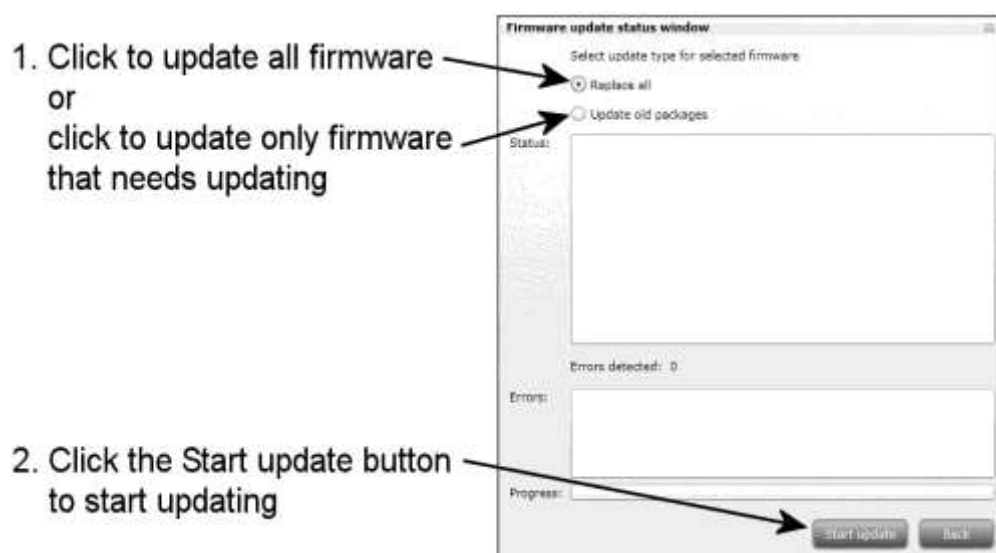 1. Click to update all firmware
or
click to update only firmware
that needs updating
Firmware update status window
Select update type for selected firmware
Replace all
Update old packages
Status:
Errors detected: 0
Errors:
2. Click the Start update button
to start updating
Progress:
Start update
Back